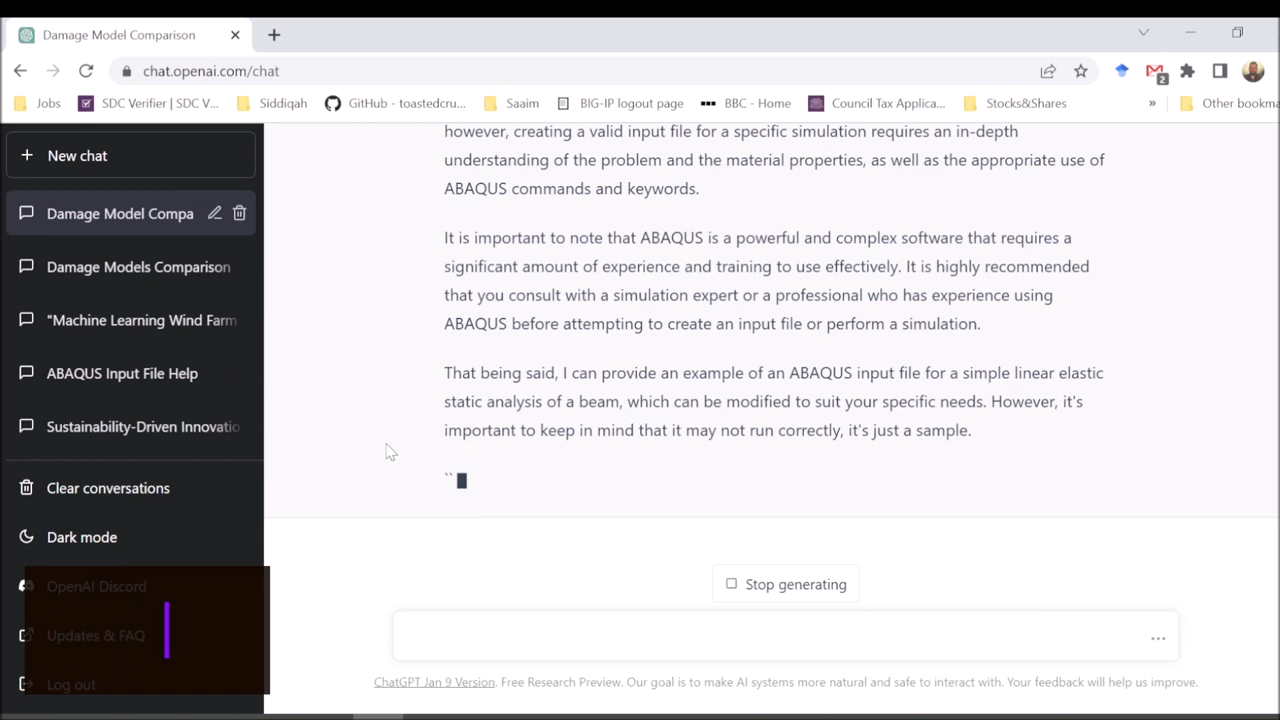 Damage Model Comparison
chat.openai.com/chat
2
Jobs
SDC Verifier | SDC V...
Siddiqah
GitHub - toastedcru...
Saaim
BIG-IP logout page
BBC - Home
Council Tax Applica...
Stocks&Shares
»
Other bookma
New chat
Damage Model Compa
Damage Models Comparison
"Machine Learning Wind Farm
ABAQUS Input File Help
Sustainability-Driven Innovatio
Clear conversations
Dark mode
OpenAI Discord
Updates & FAQ
Log out
however, creating a valid input file for a specific simulation requires an in-depth
understanding of the problem and the material properties, as well as the appropriate use of
ABAQUS commands and keywords.
It is important to note that ABAQUS is a powerful and complex software that requires a
significant amount of experience and training to use effectively. It is highly recommended
that you consult with a simulation expert or a professional who has experience using
ABAQUS before attempting to create an input file or perform a simulation.
That being said, I can provide an example of an ABAQUS input file for a simple linear elastic
static analysis of a beam, which can be modified to suit your specific needs. However, it's
important to keep in mind that it may not run correctly, it's just a sample.
``
Stop generating
ChatGPT Jan 9 Version. Free Research Preview. Our goal is to make AI systems more natural and safe to interact with. Your feedback will help us improve.